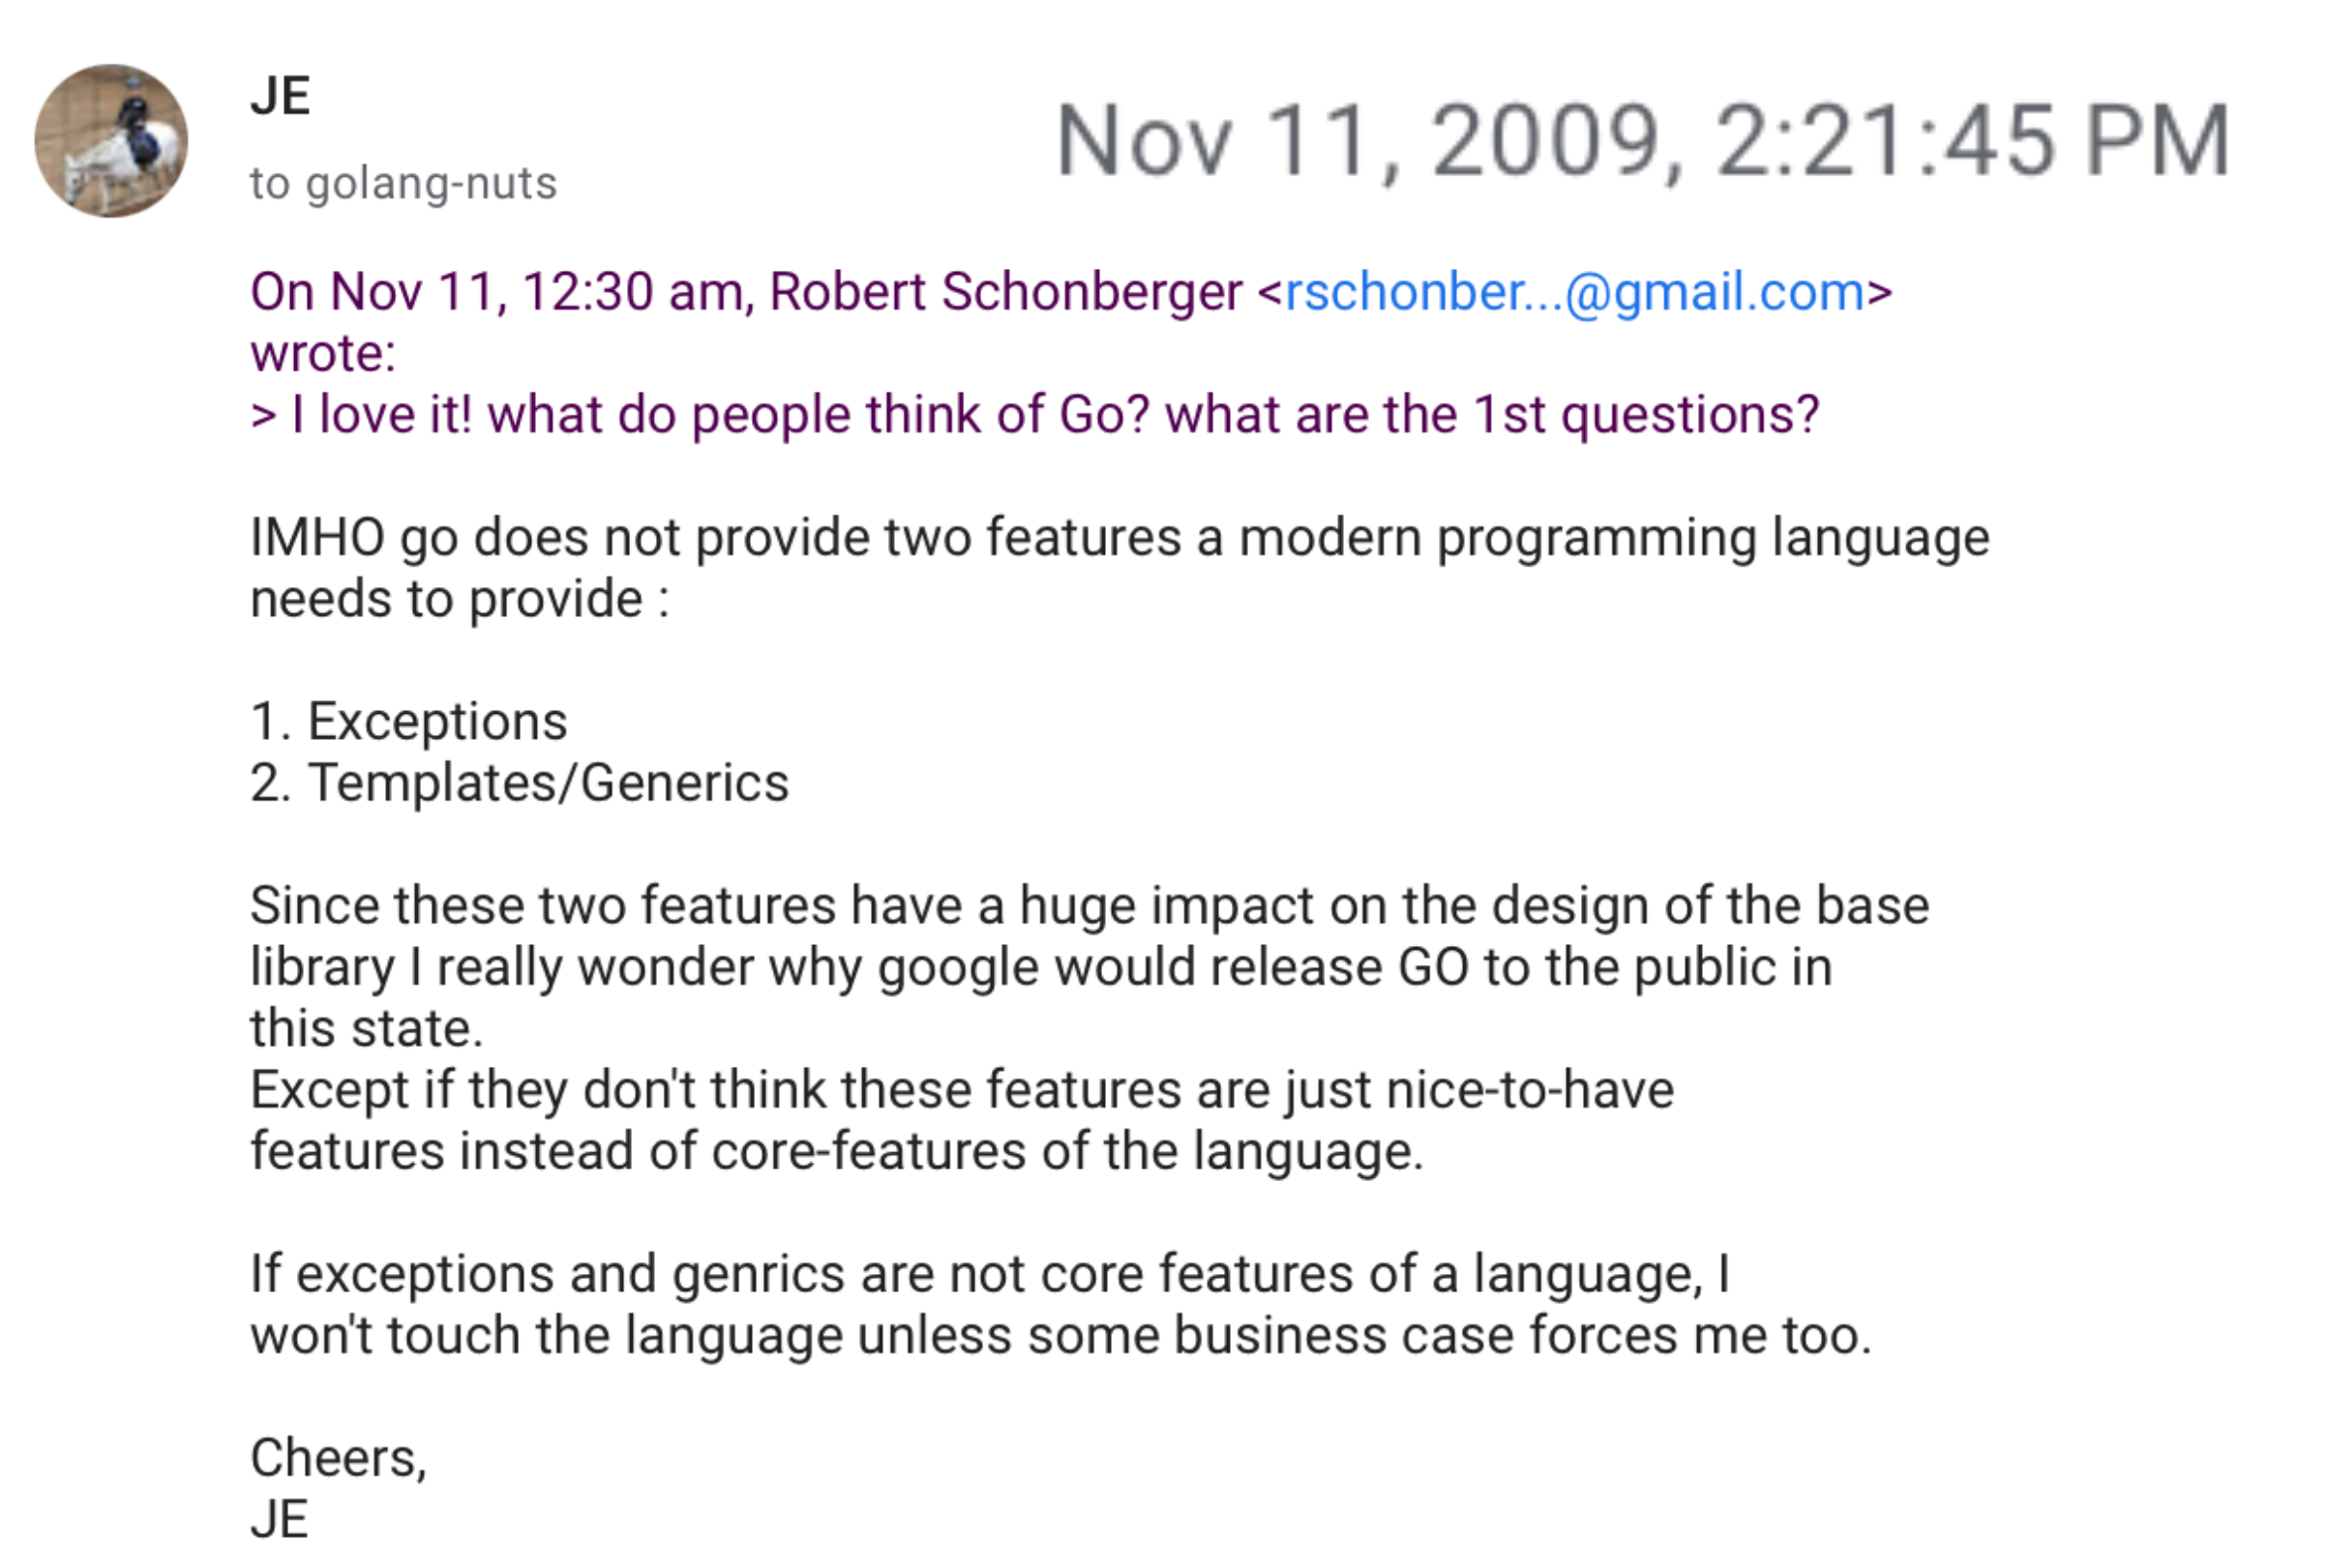 JE
Nov 11, 2009, 2:21:45 PM
to golang-nuts
On Nov 11, 12:30 am, Robert Schonberger <rschonber...@gmail.com>
wrote:
> I love it! what do people think of Go? what are the 1st questions?
IMHO go does not provide two features a modern programming language
needs to provide :
1. Exceptions
2. Templates/Generics
Since these two features have a huge impact on the design of the base
library I really wonder why google would release GO to the public in
this state.
Except if they don't think these features are just nice-to-have
features instead of core-features of the language.
If exceptions and genrics are not core features of a language, I
won't touch the language unless some business case forces me too.
Cheers,
JE